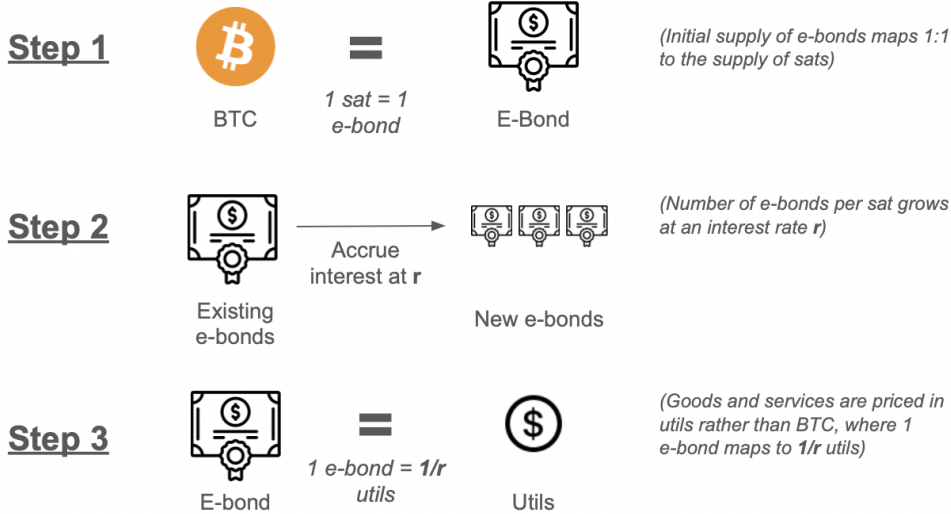 Step 1
BTC
1 sat = 1
e-bond
E-Bond
(Initial supply of e-bonds maps 1:1
to the supply of sats)
Step 2
Existing
e-bonds
Accrue
interest at r
New e-bonds
(Number of e-bonds per sat grows
at an interest rate r)
Step 3
E-bond
1 e-bond = 1/r
utils
Utils
(Goods and services are priced in
utils rather than BTC, where 1
e-bond maps to 1/r utils)